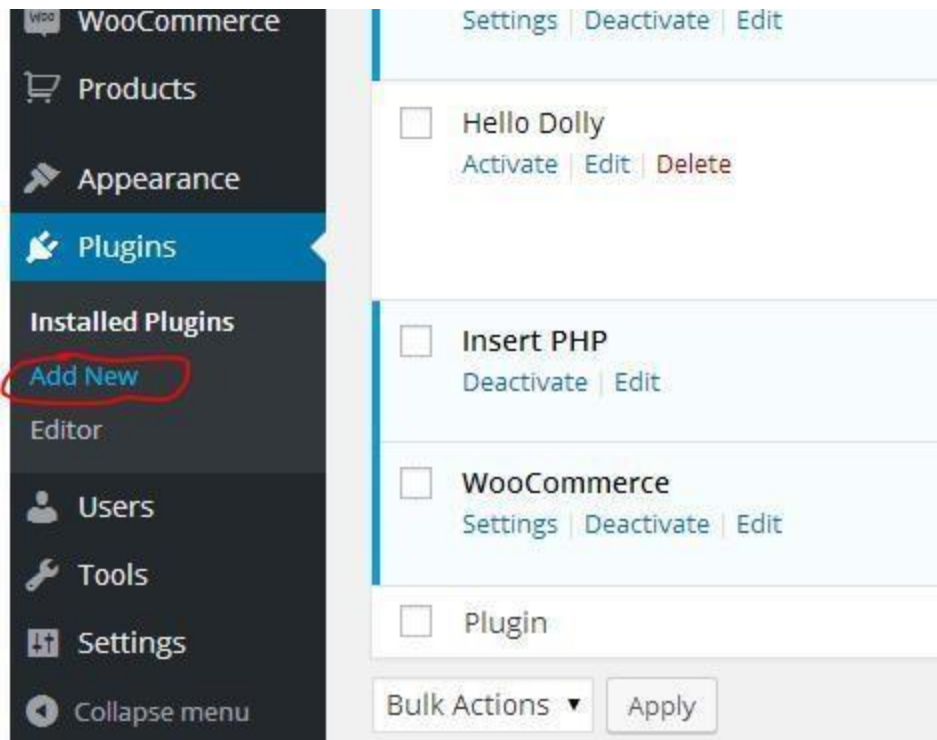 WOO
WooCommerce
Products
Appearance
Plugins
Installed Plugins
Add New
Editor
Users
Tools
Settings
Collapse menu
Settings | Deactivate | Edit
Hello Dolly
Activate | Edit | Delete
Insert PHP
Deactivate | Edit
WooCommerce
Settings | Deactivate | Edit
Plugin
Bulk Actions ▼ Apply